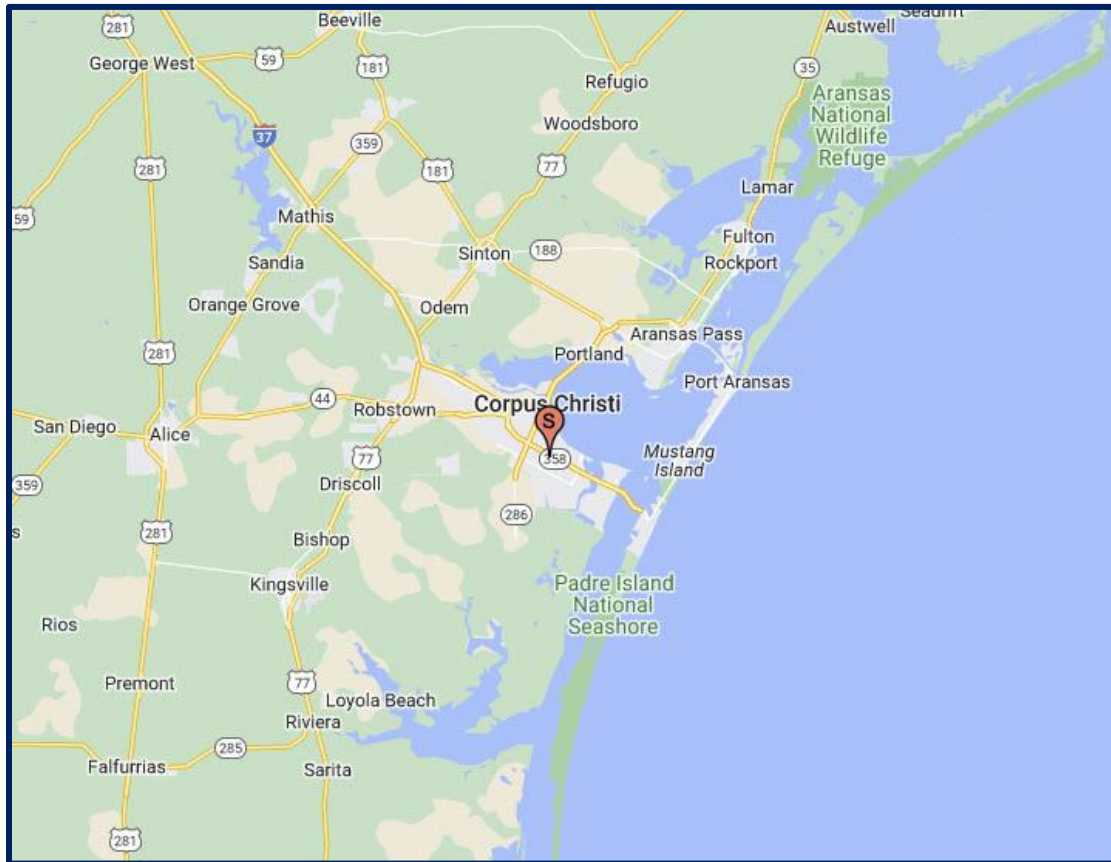 Seadrift
281
Beeville
Austwell
George West
59
181
35
Refugio
Aransas
National
Wildlife
Refuge
Woodsboro
37
359
281
181
77
Lamar
59
Mathis
Fulton
188
Sinton
Rockport
Sandia
Orange Grove
Odem
Aransas Pass
281
Portland
Port Aransas
44
Robstown
Corpus Christi
S
San Diego
Alice
77
358
Mustang
Island
359
Driscoll
286
281
s
Bishop
Kingsville
Padre Island
National
Seashore
Rios
Premont
77
Loyola Beach
Riviera
285
Falfurrias
Sarita
281